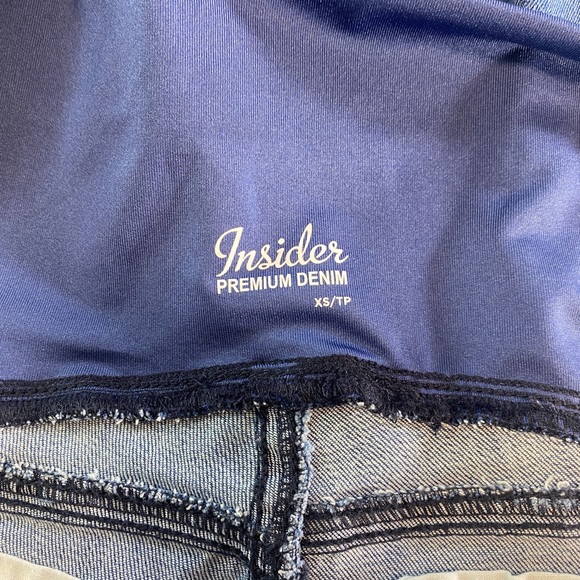 Insider
PREMIUM DENIM
XS/TP